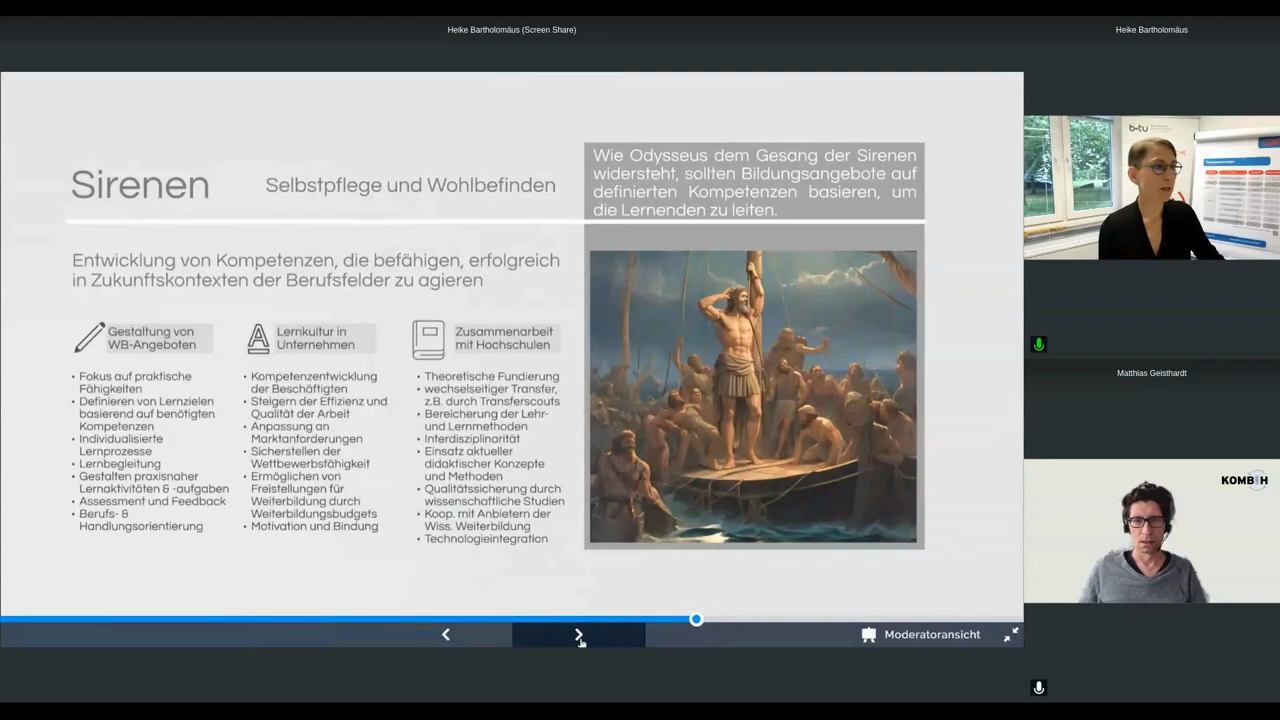 Heike Bartholomäus (Screen Share)
Heike Bartholomäus
Sirenen
Selbstpflege und Wohlbefinden
Wie Odysseus dem Gesang der Sirenen
widersteht, sollten Bildungsangebote auf
definierten Kompetenzen basieren, um
die Lernenden zu leiten.
Entwicklung von Kompetenzen, die befähigen, erfolgreich
in Zukunftskontexten der Berufsfelder zu agieren
Gestaltung von
WB-Angeboten
• Fokus auf praktische
Fähigkeiten
• Definieren von Lernzielen
basierend auf benötigten
Kompetenzen
• Individualisierte
Lernprozesse
• Lernbegleitung
• Gestalten praxisnaher
Lernaktivitäten & -aufgaben
• Assessment und Feedback
• Berufs- &
Handlungsorientierung
Lernkultur in
Unternehmen
• Kompetenzentwicklung
der Beschäftigten
• Steigern der Effizienz und
Qualität der Arbeit
• Anpassung an
Marktanforderungen
• Sicherstellen der
Wettbewerbsfähigkeit
• Ermöglichen von
Freistellungen für
Weiterbildung durch
Weiterbildungsbudgets
• Motivation und Bindung
Zusammenarbeit
mit Hochschulen
• Theoretische Fundierung
• wechselseitiger Transfer,
z.B. durch Transferscouts
• Bereicherung der Lehr-
und Lernmethoden
• Interdisziplinarität
• Einsatz aktueller
didaktischer Konzepte
und Methoden
• Qualitätssicherung durch
wissenschaftliche Studien
• Koop. mit Anbietern der
Wiss. Weiterbildung
• Technologieintegration
Moderatoransicht
b-tu
Matthias Geisthardt
KOMBIH